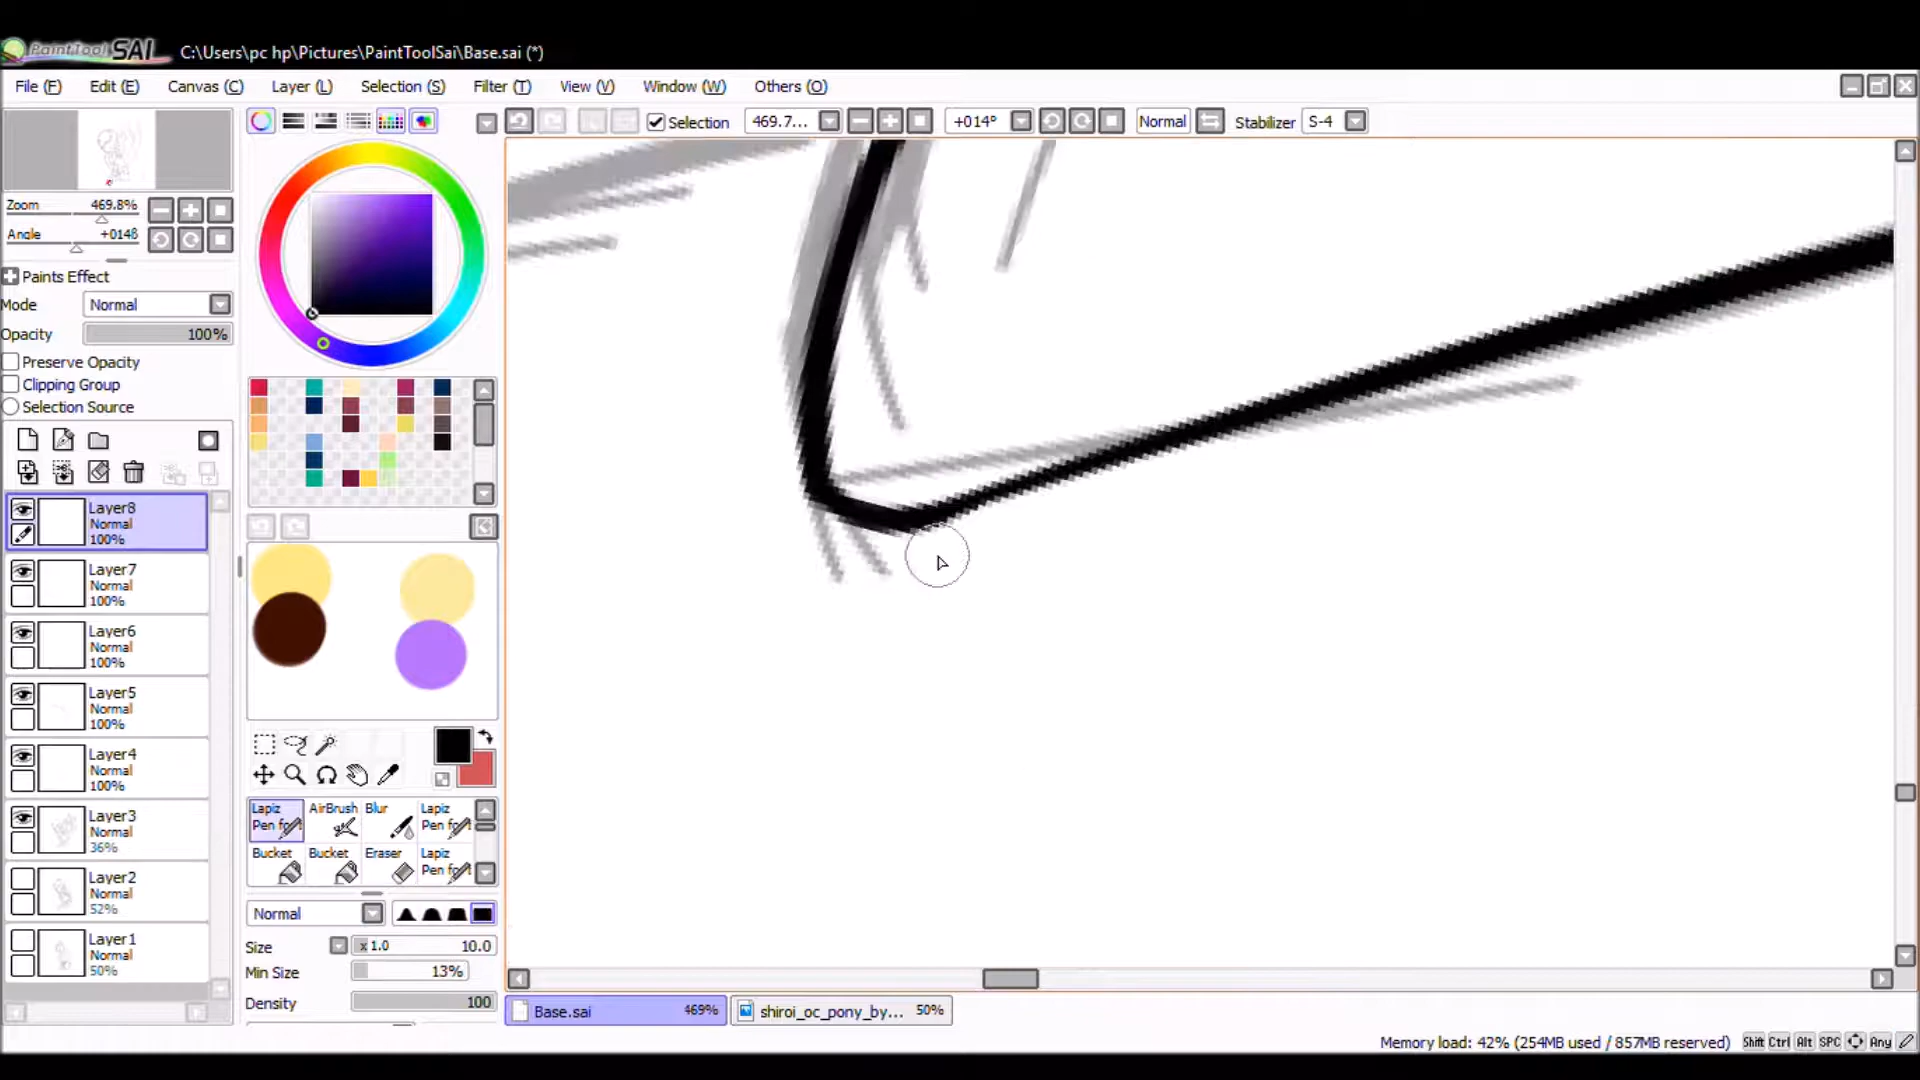 PaintTool SAI C:\Users\pc hp\Pictures\PaintToolSai\Base.sai (*)
File (F) Edit (E) Canvas (C) Layer (L) Selection (S) Filter (T) View (V) Window (W) Others (O)
Selection 469.7... +014° Normal Stabilizer S-4
Zoom 469.8%
Angle +014ß
Paints Effect
Mode Normal
Opacity 100%
Preserve Opacity
Clipping Group
Selection Source
Layer8
Normal
100%
Layer7
Normal
100%
Layer6
Normal
100%
Layer5
Normal
100%
Layer4
Normal
100%
Layer3
Normal
36%
Layer2
Normal
52%
Layer1
Normal
50%
Lapiz AirBrush Blur Lapiz
Pen fo Pen fo
Bucket Bucket Eraser Lapiz
Pen fo
Normal
Size x 1.0 10.0
Min Size 13%
Density 100
Base.sai 469% shiroi_oc_pony_by... 50%
Memory load: 42% (254MB used / 857MB reserved) Shift Ctrl Alt SPC Any